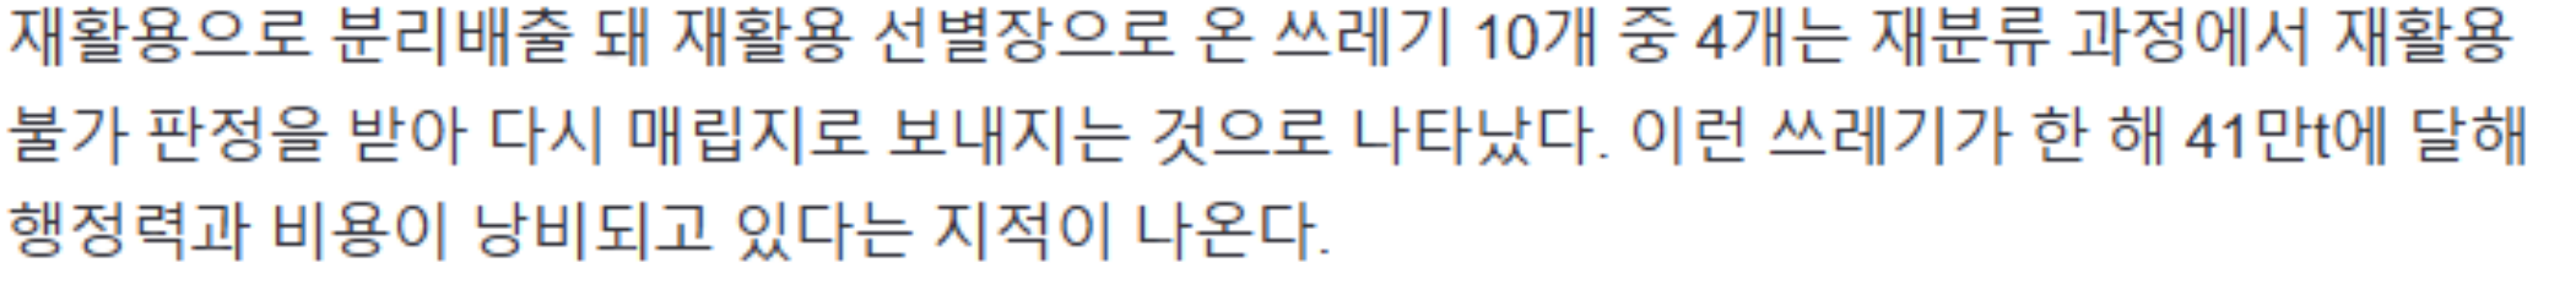 재활용으로 분리배출 돼 재활용 선별장으로 온 쓰레기 10개 중 4개는 재분류 과정에서 재활용
불가 판정을 받아 다시 매립지로 보내지는 것으로 나타났다. 이런 쓰레기가 한 해 41만t에 달해
행정력과 비용이 낭비되고 있다는 지적이 나온다.